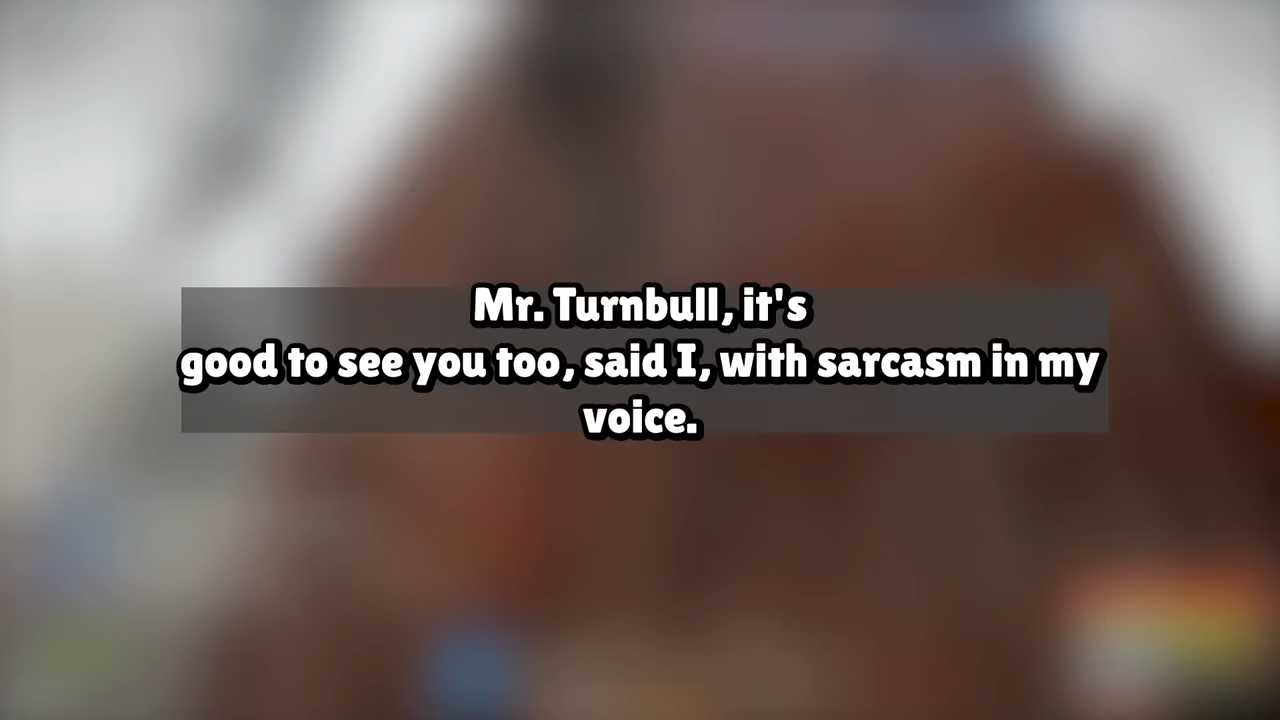 Mr. Turnbull, it's
good to see you too, said I, with sarcasm in my
voice.